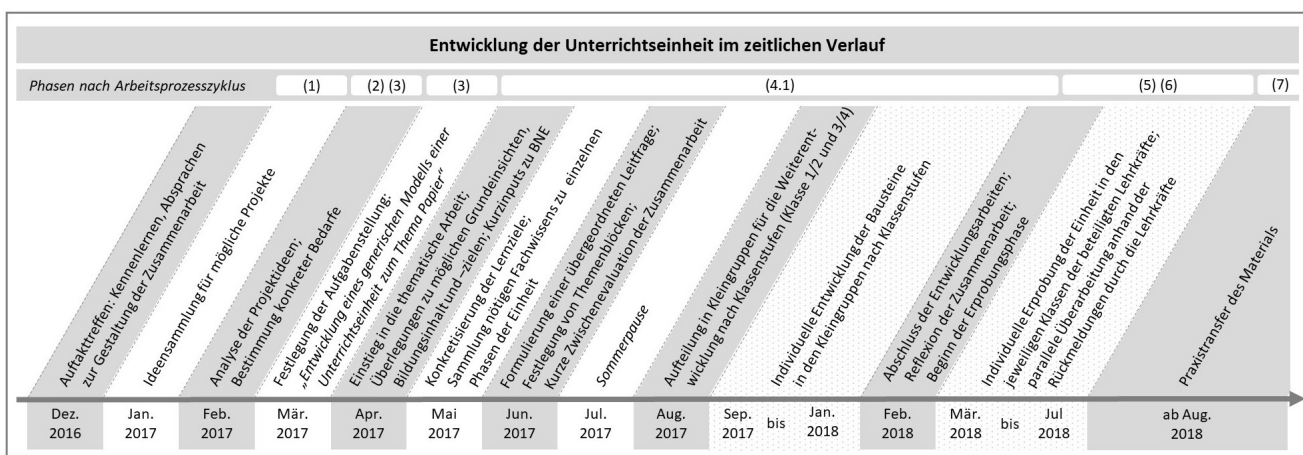 Entwicklung der Unterrichtseinheit im zeitlichen Verlauf
Phasen nach Arbeitsprozesszyklus
(1)
(2) (3)
(3)
(4.1)
(5) (6)
(7)
Auftakttreffen: Kennenlernen, Absprachen
zur Gestaltung der Zusammenarbeit
Ideensammlung für mögliche Projekte
Analyse der Projektideen;
Bestimmung konkreter Bedarfe
Festlegung der Aufgabenstellung:
„Entwicklung eines generischen Modells einer
Unterrichtseinheit zum Thema Papier“
Einstieg in die thematische Arbeit;
Überlegungen zu möglichen Grundeinsichten,
Bildungsinhalt und –zielen; Kurzinputs zu BNE
Konkretisierung der Lernziele;
Sammlung nötigen Fachwissens zu einzelnen
Phasen der Einheit
Formulierung einer übergeordneten Leitfrage;
Festlegung von Themenblöcken;
Kurze Zwischenevaluation der Zusammenarbeit
Sommerpause
Aufteilung in Kleingruppen für die Weiterent-
wicklung nach Klassenstufen (Klasse 1/2 und 3/4)
Individuelle Entwicklung der Bausteine
in den Kleingruppen nach Klassenstufen
Abschluss der Entwicklungsarbeiten;
Reflexion der Zusammenarbeit;
Beginn der Erprobungsphase
Individuelle Erprobung der Einheit in den
jeweiligen Klassen der beteiligten Lehrkräfte;
parallele Überarbeitung anhand der
Rückmeldungen durch die Lehrkräfte
Praxistransfer des Materials
Dez.
2016
Jan.
2017
Feb.
2017
Mär.
2017
Apr.
2017
Mai
2017
Jun.
2017
Jul.
2017
Aug.
2017
Sep.
2017
bis
Jan.
2018
Feb.
2018
Mär.
2018
bis
Jul
2018
ab Aug.
2018